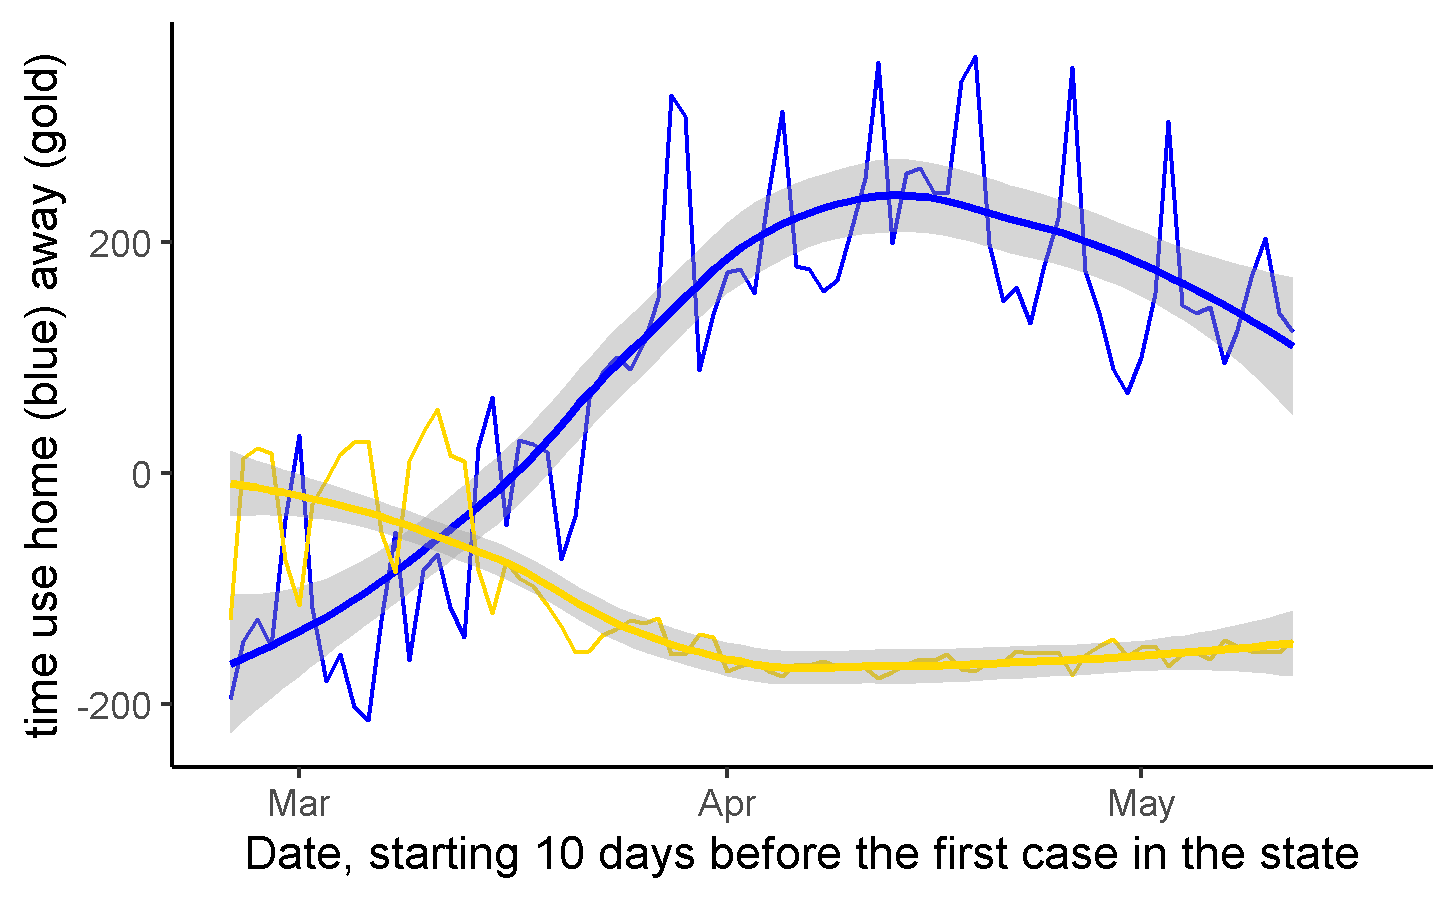 time use home (blue) away (gold)
200
0
-200
Mar
Apr
May
Date, starting 10 days before the first case in the state